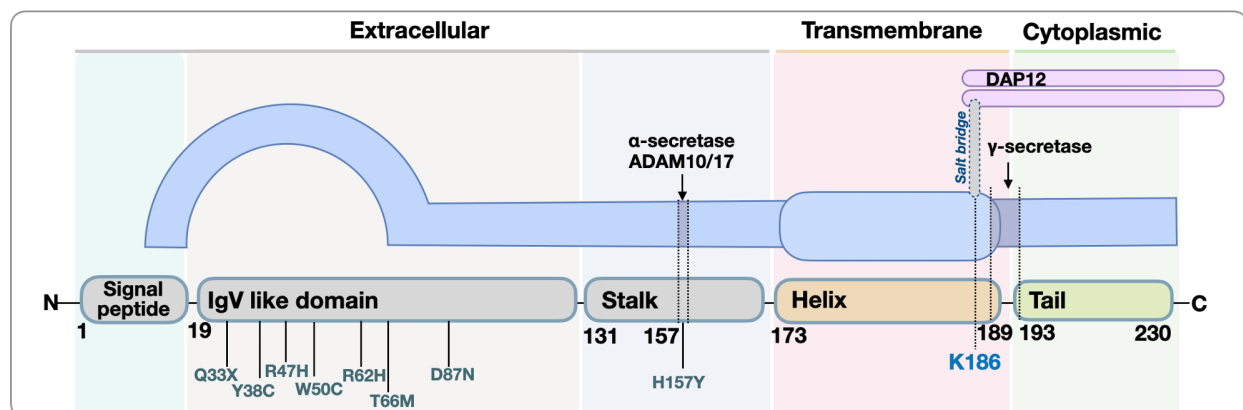 Extracellular
Transmembrane
Cytoplasmic
DAP12
Salt bridge
α-secretase
ADAM10/17
γ-secretase
N
Signal
peptide
IgV like domain
Stalk
Helix
Tail
C
1
19
131
157
173
189
193
230
Q33X
Y38C
R47H
W50C
R62H
T66M
D87N
H157Y
K186